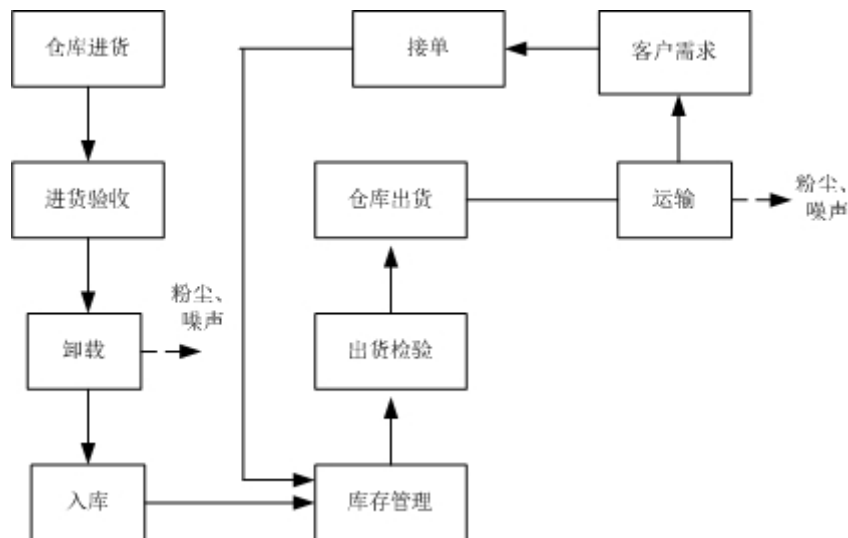 仓库进货
接单
客户需求
进货验收
仓库出货
运输
粉尘、
噪声
粉尘、
噪声
卸载
出货检验
入库
库存管理